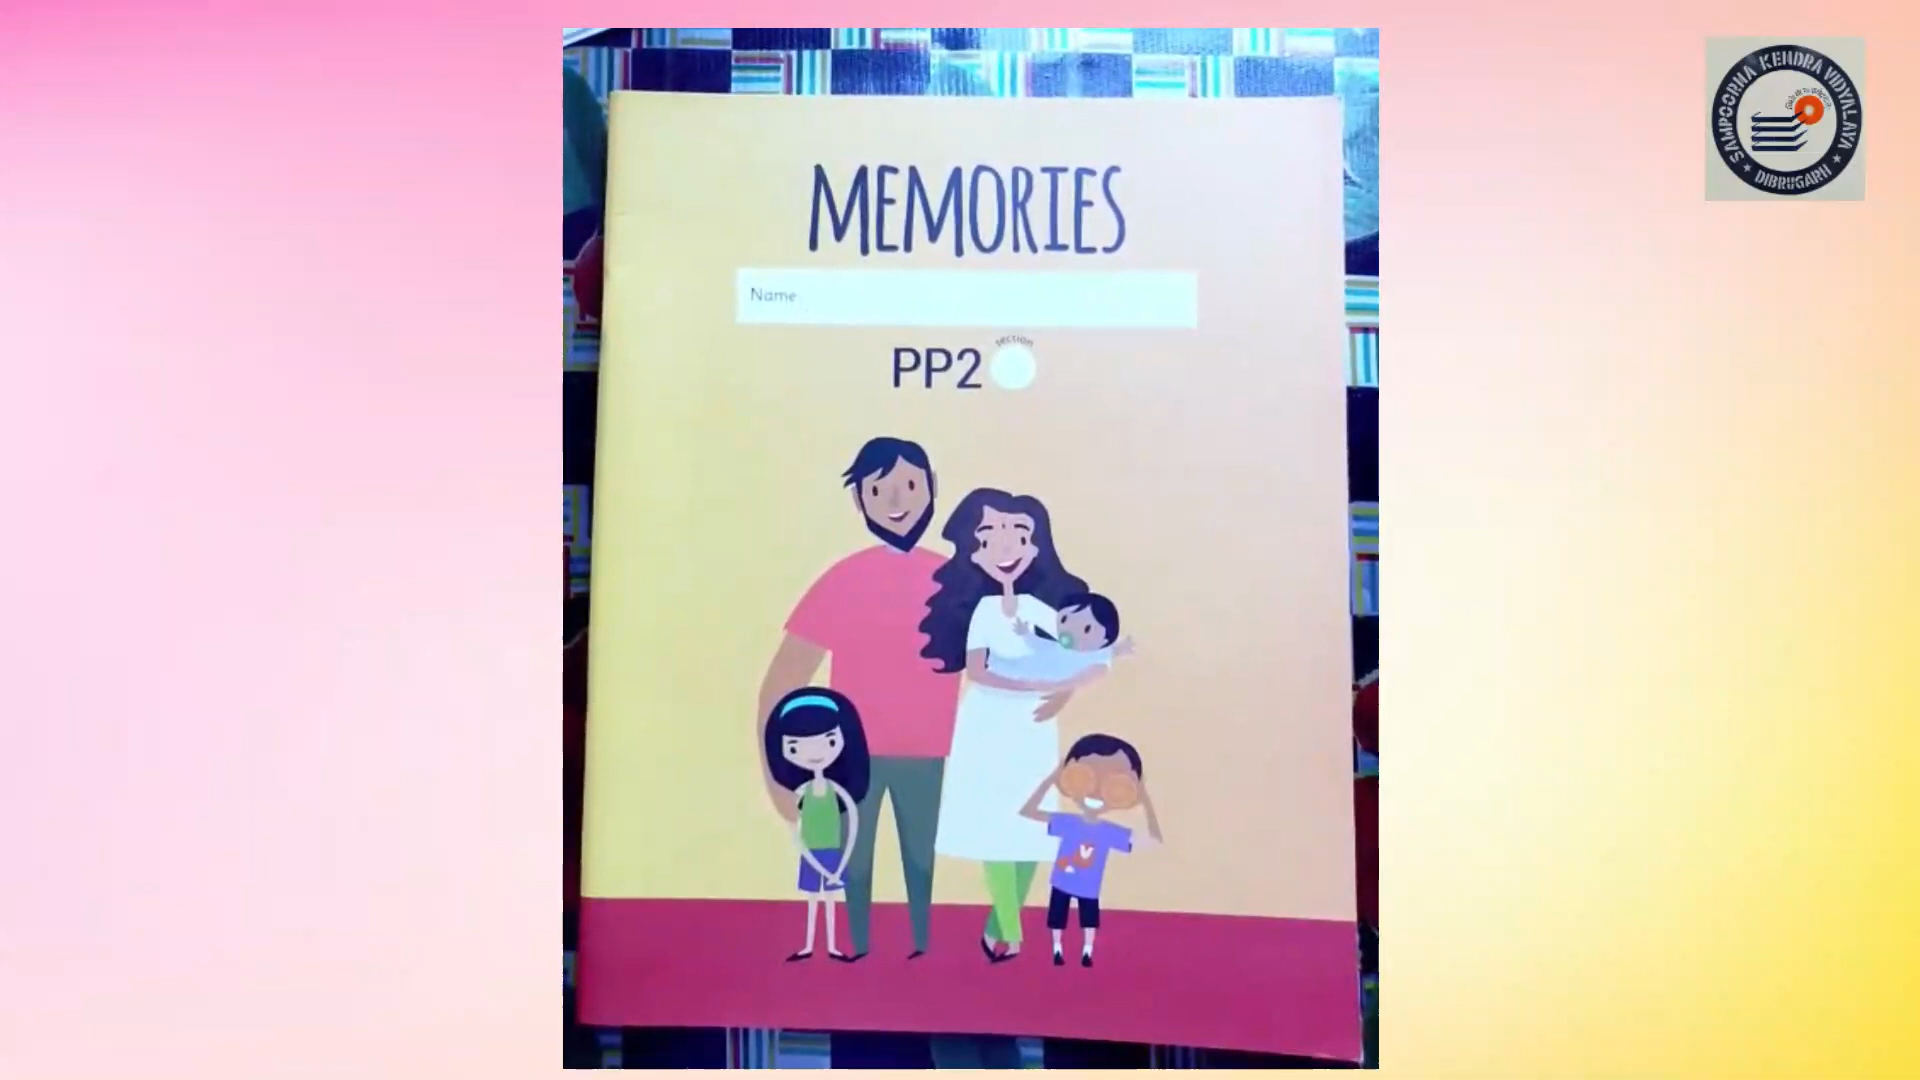 MEMORIES
Name
section
PP2
SAMPOORNA KENDRA VIDYALAYA
DIBRUGARH